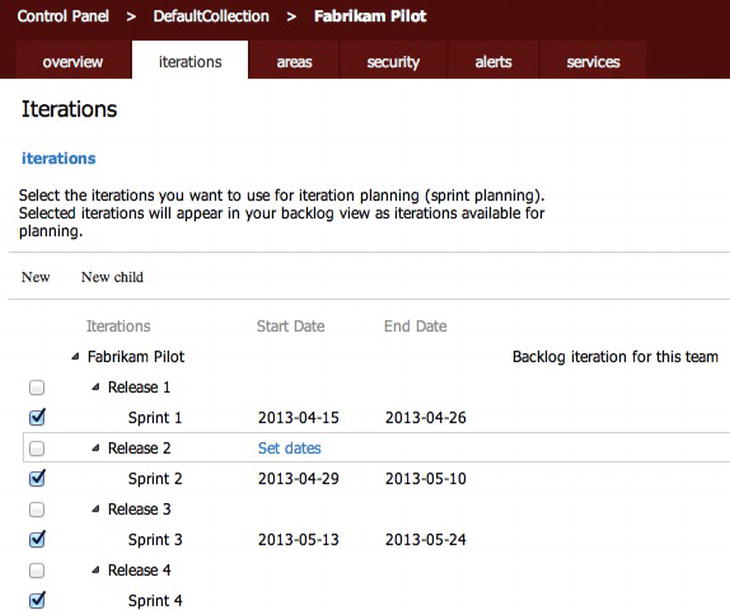 Control Panel > DefaultCollection > Fabrikam Pilot
overview iterations areas security alerts services
Iterations
iterations
Select the iterations you want to use for iteration planning (sprint planning).
Selected iterations will appear in your backlog view as iterations available for
planning.
New New child
Iterations Start Date End Date
Fabrikam Pilot Backlog iteration for this team
Release 1
Sprint 1 2013-04-15 2013-04-26
Release 2 Set dates
Sprint 2 2013-04-29 2013-05-10
Release 3
Sprint 3 2013-05-13 2013-05-24
Release 4
Sprint 4